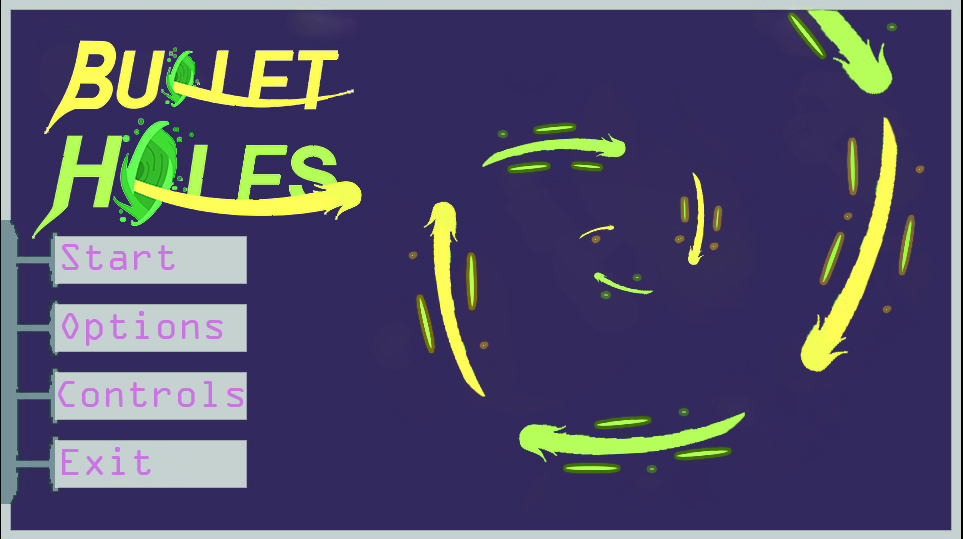 BULLET
HOLES
Start
Options
Controls
Exit